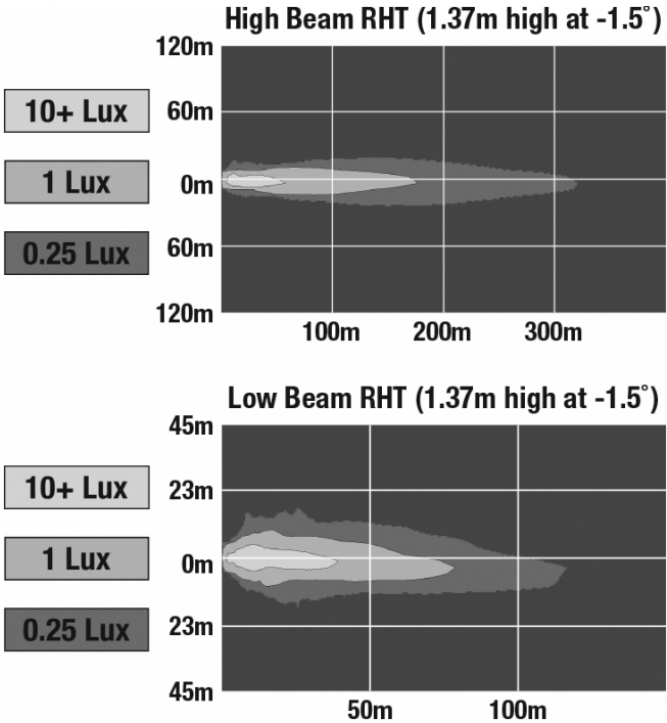 High Beam RHT (1.37m high at -1.5˚)
120m
10+ Lux
60m
1 Lux
0m
0.25 Lux
60m
120m
100m 200m 300m
Low Beam RHT (1.37m high at -1.5˚)
45m
10+ Lux
23m
1 Lux
0m
0.25 Lux
23m
45m
50m 100m